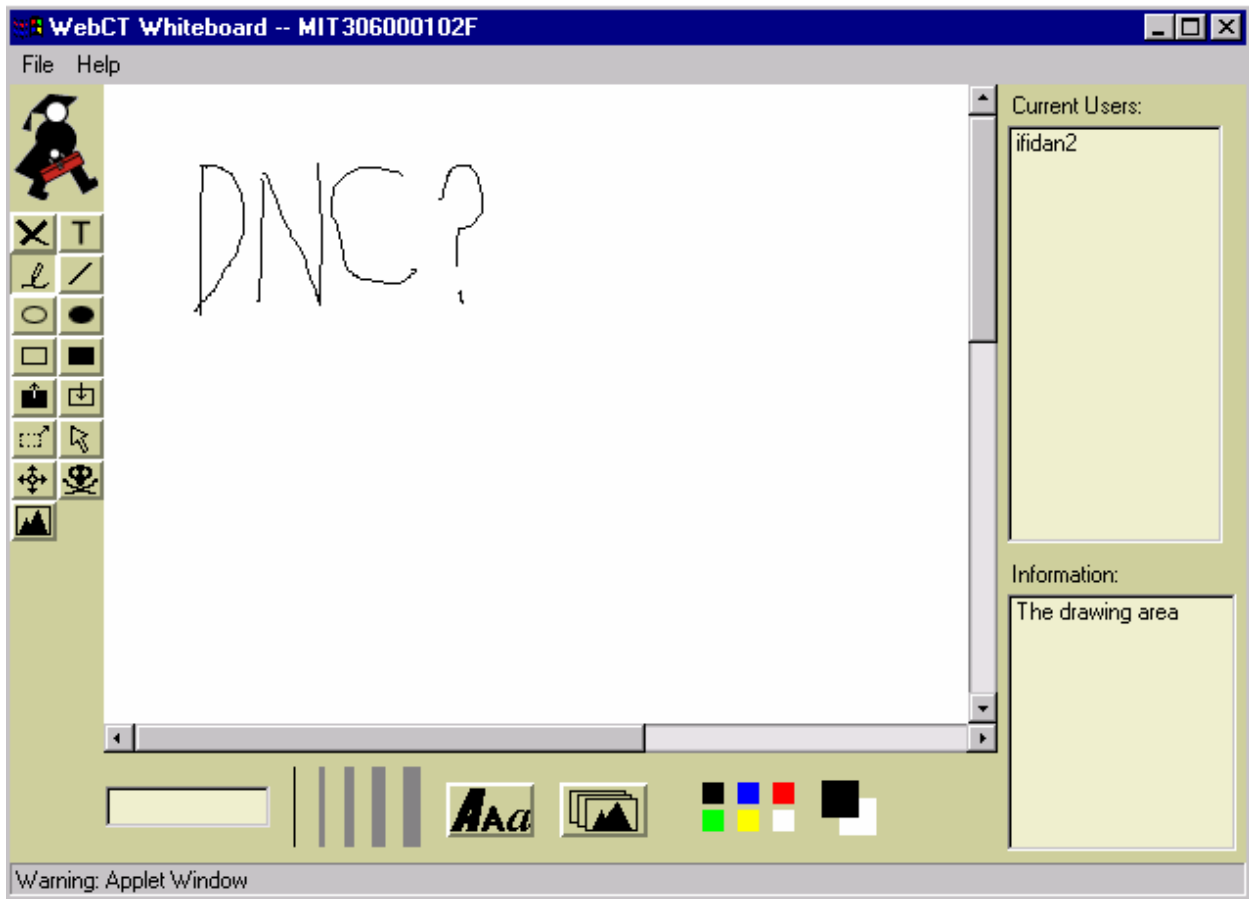 WebCT Whiteboard -- MIT306000102F
File Help
Current Users:
ifidan2
DNC?
T
Information:
The drawing area
AAa
Warning: Applet Window